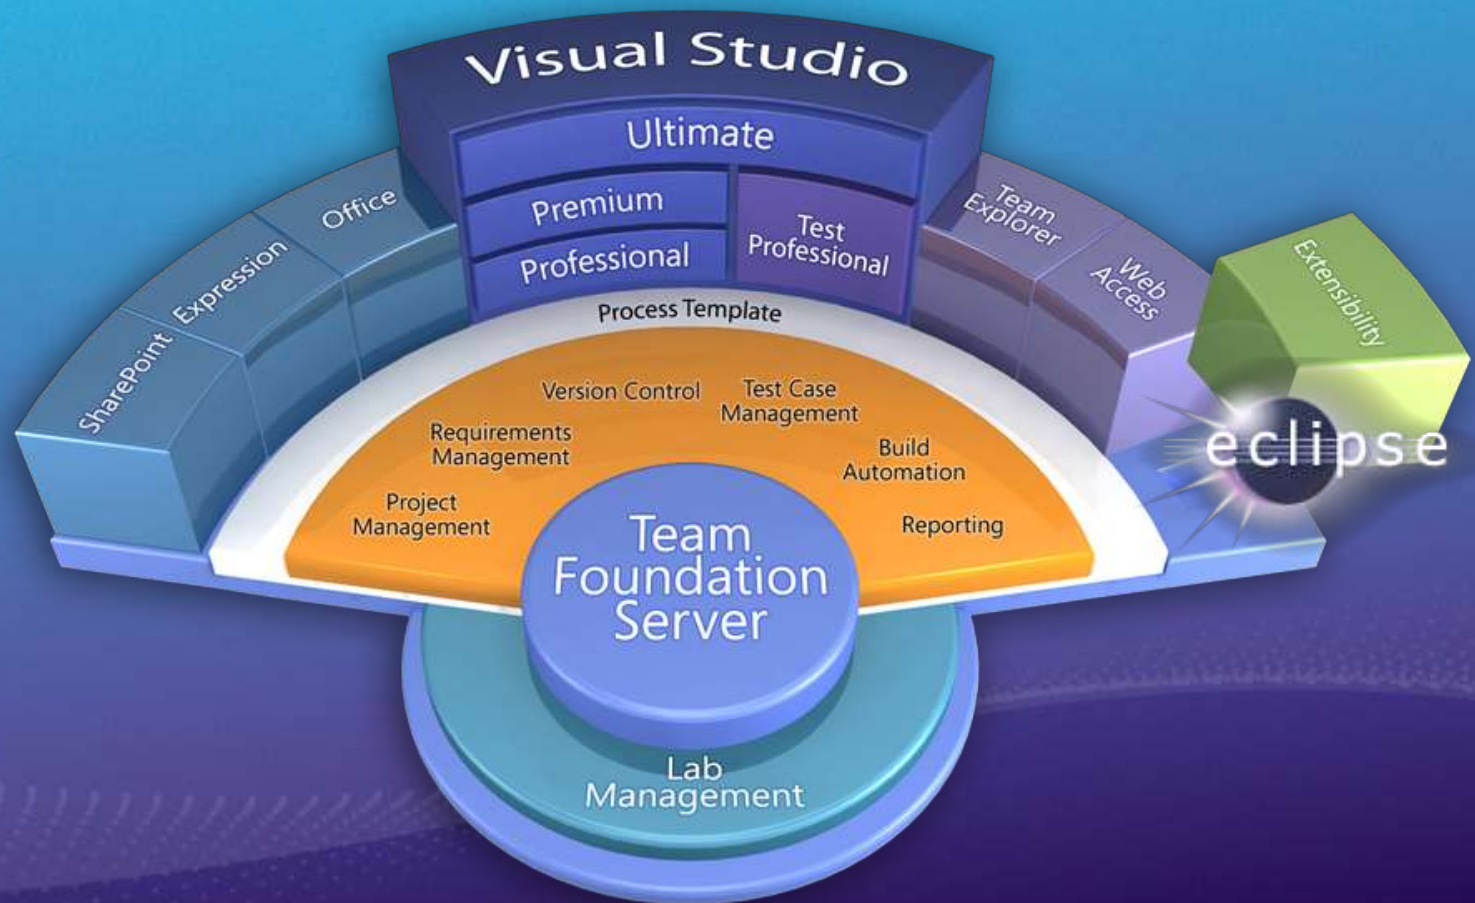 Visual Studio
Ultimate
Premium
Professional
Test
Professional
Office
Expression
SharePoint
Team
Explorer
Web
Access
Extensibility
eclipse
Process Template
Version Control
Test Case
Management
Requirements
Management
Build
Automation
Project
Management
Reporting
Team
Foundation
Server
Lab
Management